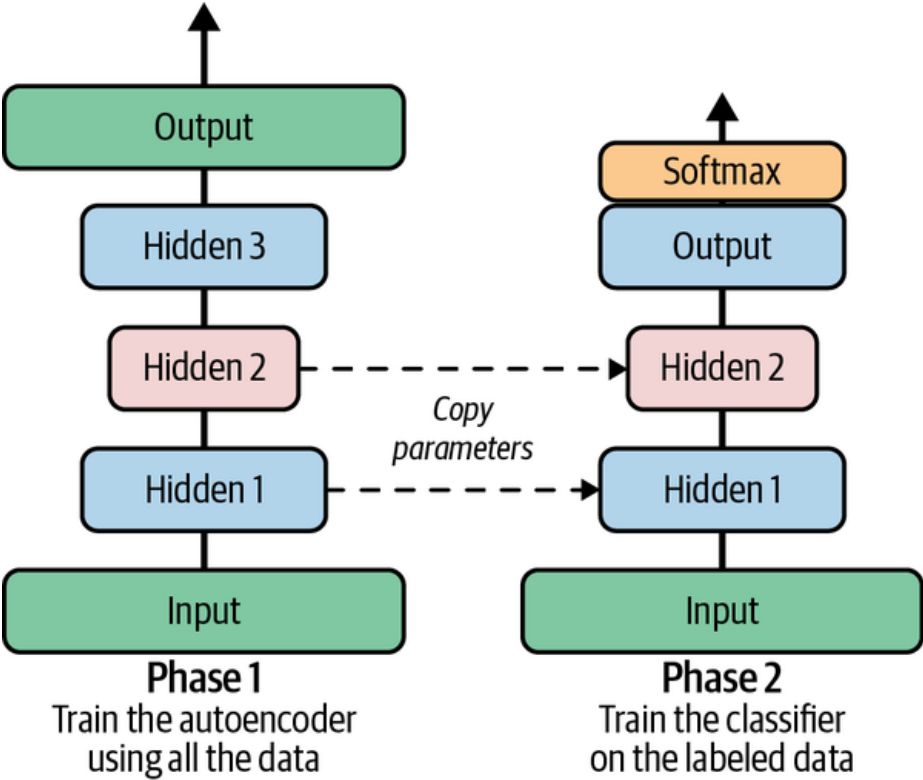 Output
Hidden 3
Hidden 2
Hidden 1
Input
Phase 1
Train the autoencoder
using all the data
Copy
parameters
Softmax
Output
Hidden 2
Hidden 1
Input
Phase 2
Train the classifier
on the labeled data